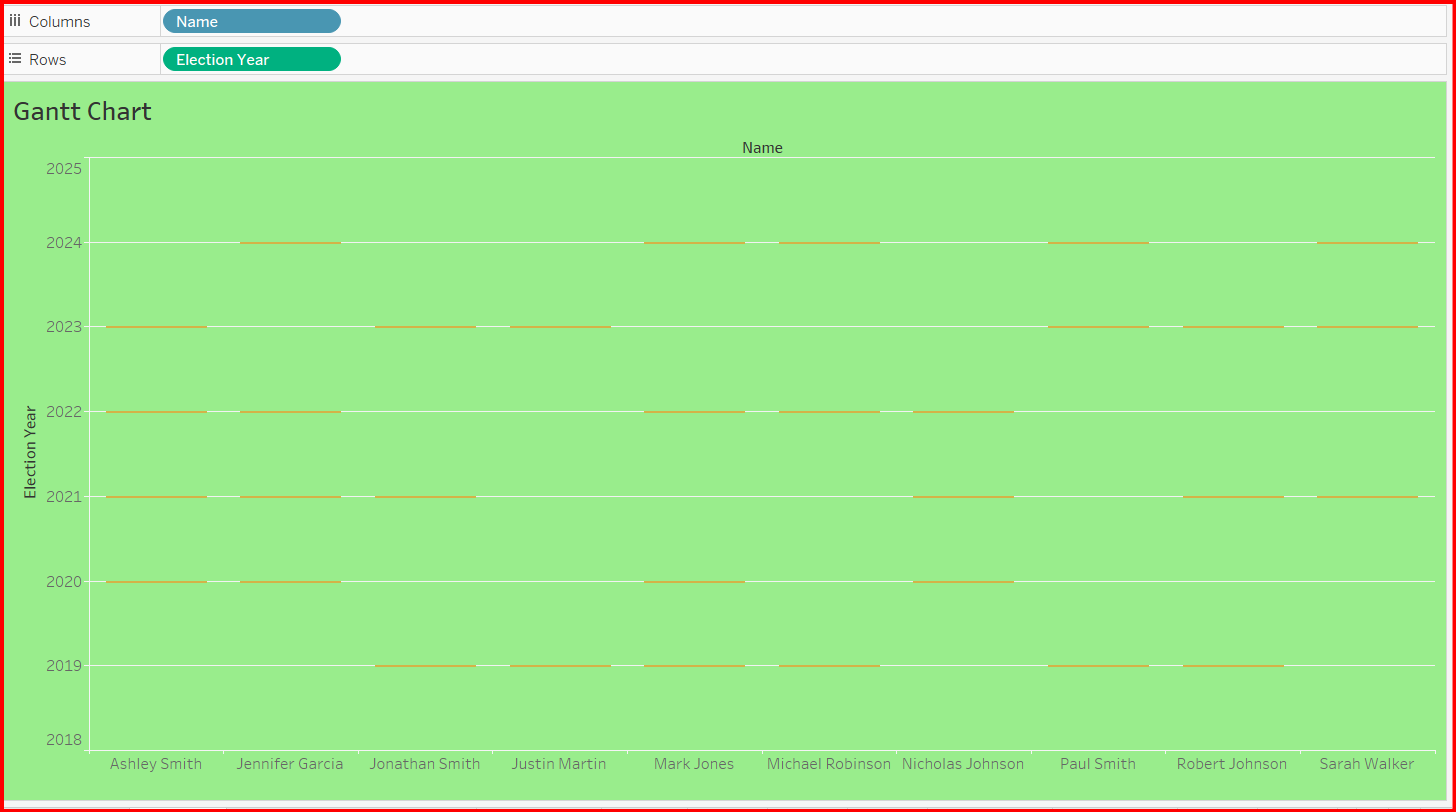 Columns
Name
Rows
Election Year
Gantt Chart
Name
2025
2024
2023
2022
2021
2020
2019
2018
Election Year
Ashley Smith Jennifer Garcia Jonathan Smith Justin Martin Mark Jones Michael Robinson Nicholas Johnson Paul Smith Robert Johnson Sarah Walker